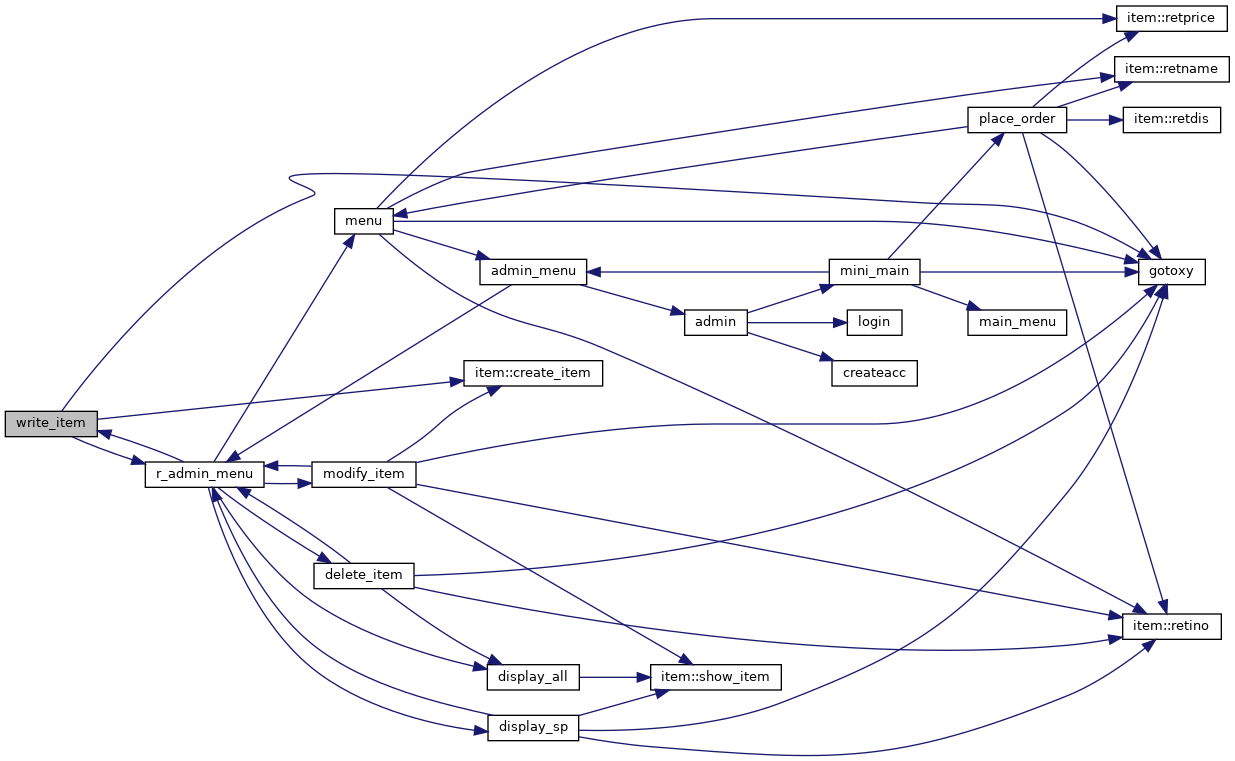 item::retprice
item::retname
place_order
item::retdis
menu
admin_menu
mini_main
gotoxy
admin
login
main_menu
item::create_item
createacc
write_item
r_admin_menu
modify_item
delete_item
item::retino
display_all
item::show_item
display_sp